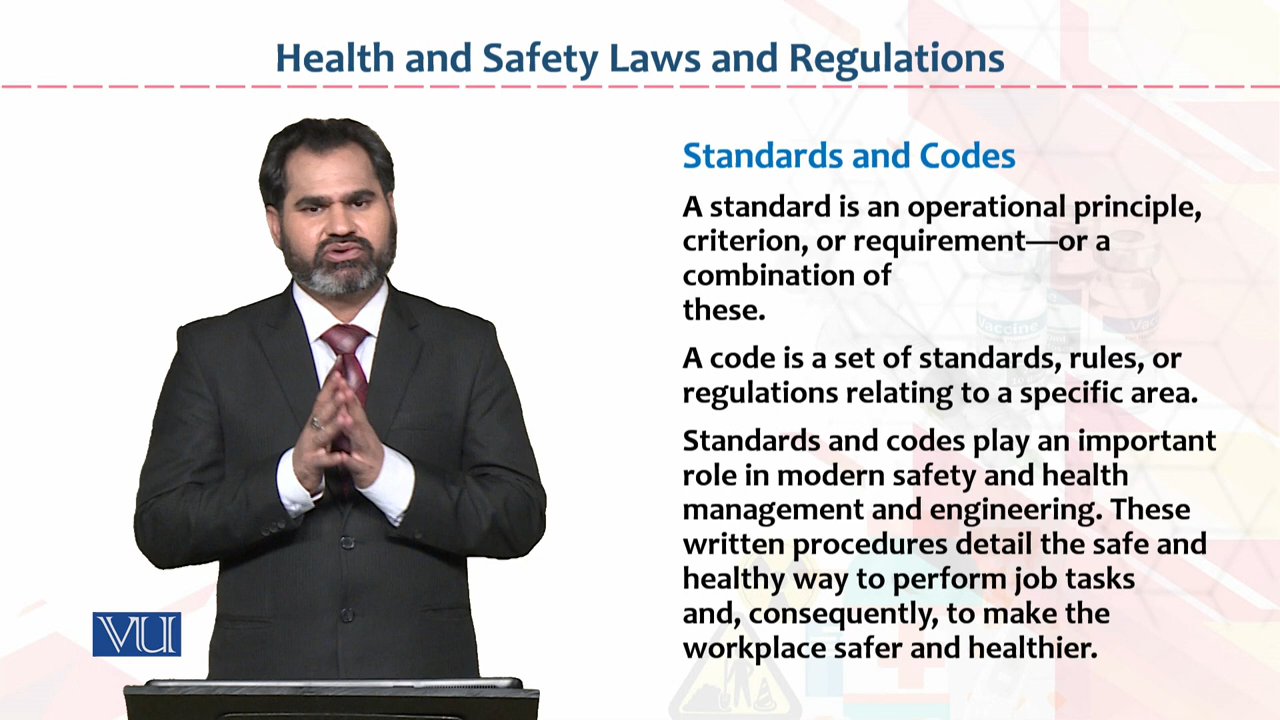 Health and Safety Laws and Regulations
Standards and Codes
A standard is an operational principle,
criterion, or requirement—or a
combination of
these.
A code is a set of standards, rules, or
regulations relating to a specific area.
Standards and codes play an important
role in modern safety and health
management and engineering. These
written procedures detail the safe and
healthy way to perform job tasks
and, consequently, to make the
workplace safer and healthier.
Vaccine
VU